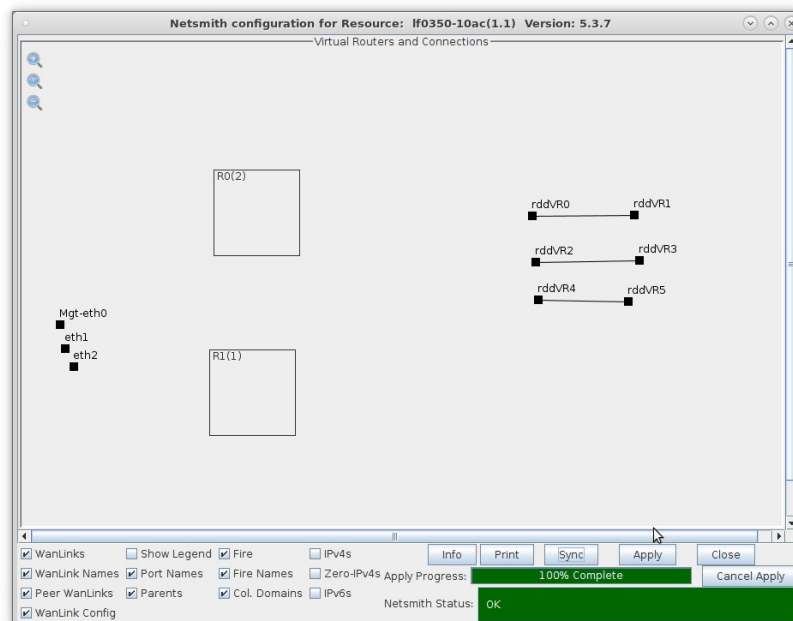 Netsmith configuration for Resource: lf0350-10ac(1.1) Version: 5.3.7
Virtual Routers and Connections
R0(2)
rddVR0 rddVR1
rddVR2 rddVR3
rddVR4 rddVR5
Mgt-eth0
eth1
eth2
R1(1)
WanLinks Show Legend Fire IPv4s Info Print Sync Apply Close
WanLink Names Port Names Fire Names Zero-IPv4s Apply Progress: 100% Complete Cancel Apply
Peer WanLinks Parents Col. Domains IPv6s
Netsmith Status: OK
WanLink Config